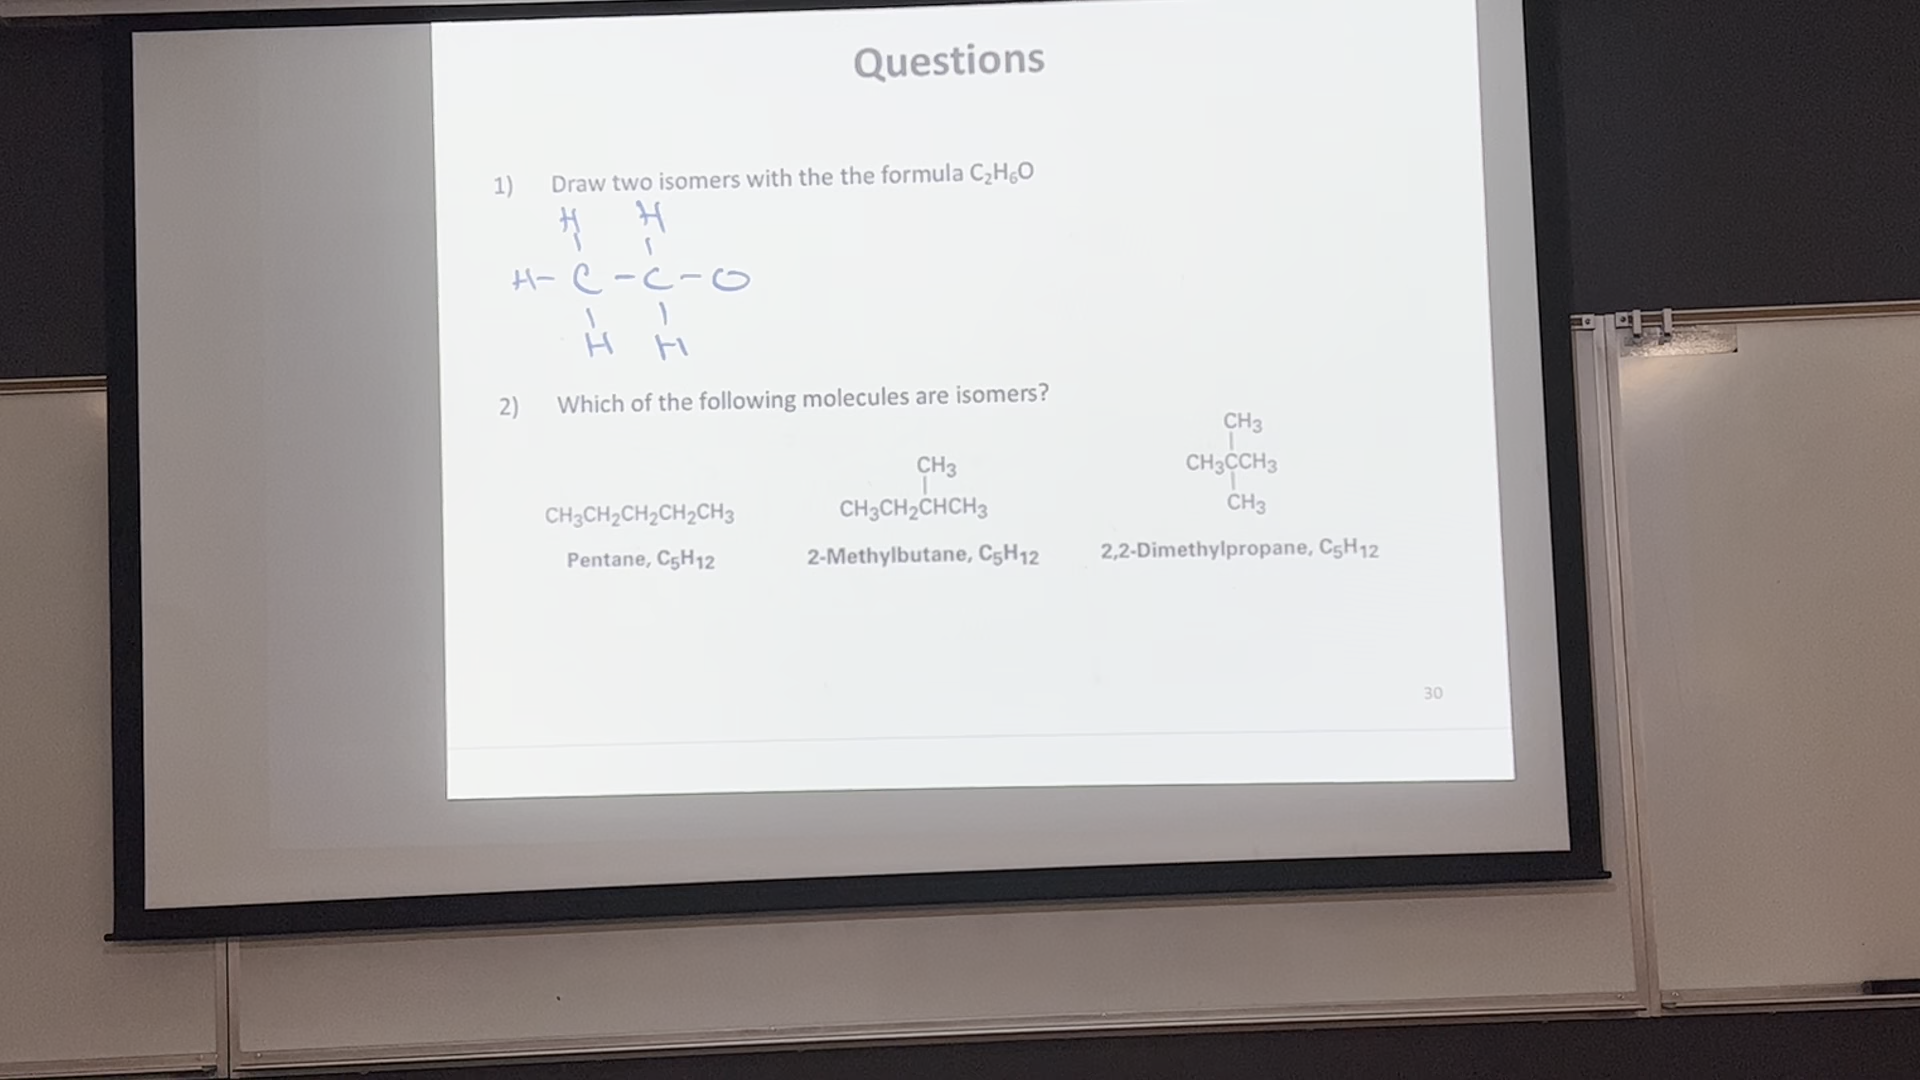 Questions
1) Draw two isomers with the the formula C₂H₆O
H H
H- C - C - O
H H
2) Which of the following molecules are isomers?
CH₃
CH₃
CH₃CCH₃
CH₃
CH₃CH₂CH₂CH₂CH₃
CH₃CH₂CHCH₃
Pentane, C₅H₁₂
2-Methylbutane, C₅H₁₂
2,2-Dimethylpropane, C₅H₁₂
30